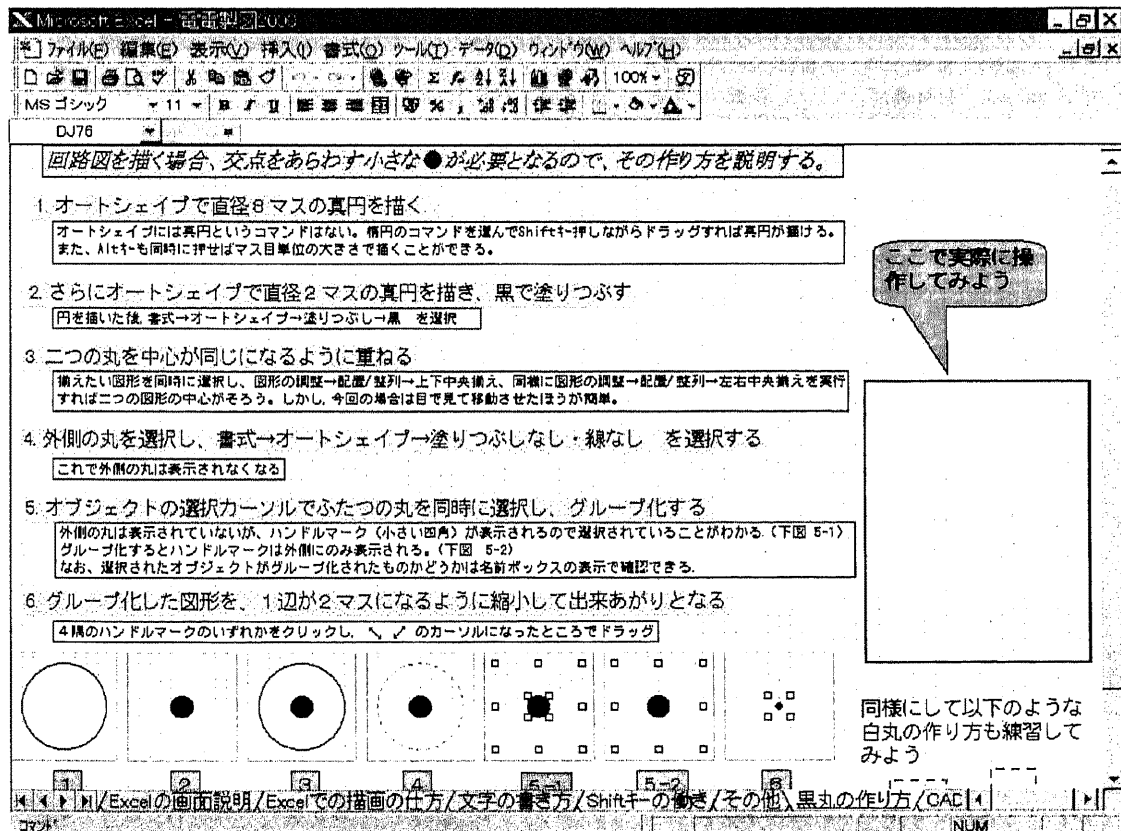 Microsoft Excel - 電電製図2000
ファイル(F) 編集(E) 表示(V) 挿入(I) 書式(O) ツール(T) データ(D) ウィンドウ(W) ヘルプ(H)
100%
MS ゴシック 11 B I U
DJ76 =
回路図を描く場合、交点をあらわす小さな●が必要となるので、その作り方を説明する。
1. オートシェイプで直径8マスの真円を描く
オートシェイプには真円というコマンドはない。楕円のコマンドを選んでShiftキー押しながらドラッグすれば真円が描ける。
また、Altキーも同時に押せばマス目単位の大きさで描くことができる。
2. さらにオートシェイプで直径2マスの真円を描き、黒で塗りつぶす
円を描いた後、書式→オートシェイプ→塗りつぶし→黒 を選択
3. 二つの丸を中心が同じになるように重ねる
揃えたい図形を同時に選択し、図形の調整→配置/整列→上下中央揃え、同様に図形の調整→配置/整列→左右中央揃えを実行
すれば二つの図形の中心がそろう。しかし、今回の場合は目で見て移動させたほうが簡単。
4. 外側の丸を選択し、書式→オートシェイプ→塗りつぶしなし・線なし を選択する
これで外側の丸は表示されなくなる
5. オブジェクトの選択カーソルでふたつの丸を同時に選択し、グループ化する
外側の丸は表示されていないが、ハンドルマーク（小さい四角）が表示されるので選択されていることがわかる（下図 5-1）
グループ化するとハンドルマークは外側にのみ表示される。（下図 5-2）
なお、選択されたオブジェクトがグループ化されたものかどうかは名前ボックスの表示で確認できる.
6. グループ化した図形を、1辺が2マスになるように縮小して出来あがりとなる
4隅のハンドルマークのいずれかをクリックし、⤡ ⤢ のカーソルになったところでドラッグ
ここで実際に操
作してみよう
同様にして以下のような
白丸の作り方も練習して
みよう
1 2 3 4 5-1 5-2 6
Excelの画面説明/Excelでの描画の仕方/文字の書き方/Shiftキーの働き/その他\黒丸の作り方/CAD
コマンド NUM